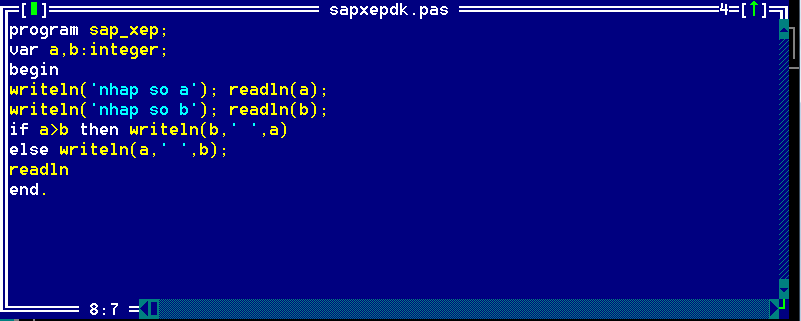 [■] sapxepdk.pas 4=[↑]
program sap_xep;
var a,b:integer;
begin
writeln('nhap so a'); readln(a);
writeln('nhap so b'); readln(b);
if a>b then writeln(b,' ',a)
else writeln(a,' ',b);
readln
end.
8:7